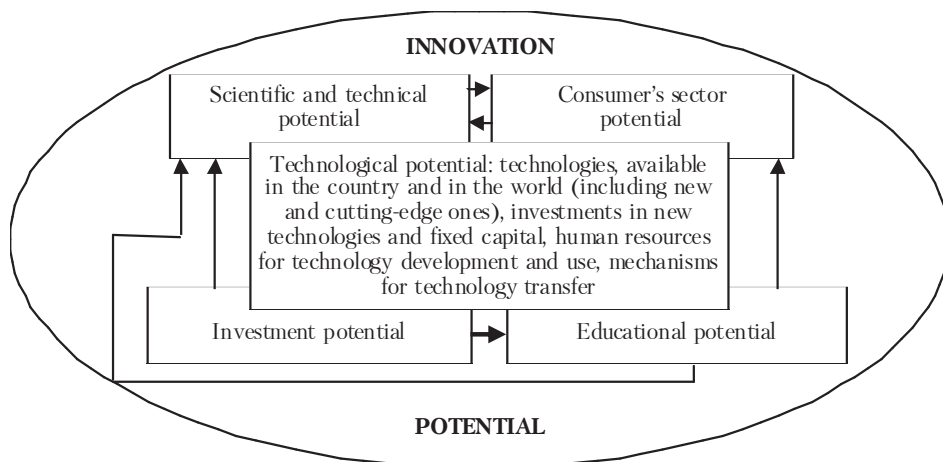 INNOVATION
Scientific and technical
potential
Consumer's sector
potential
Technological potential: technologies, available
in the country and in the world (including new
and cutting-edge ones), investments in new
technologies and fixed capital, human resources
for technology development and use, mechanisms
for technology transfer
Investment potential
Educational potential
POTENTIAL